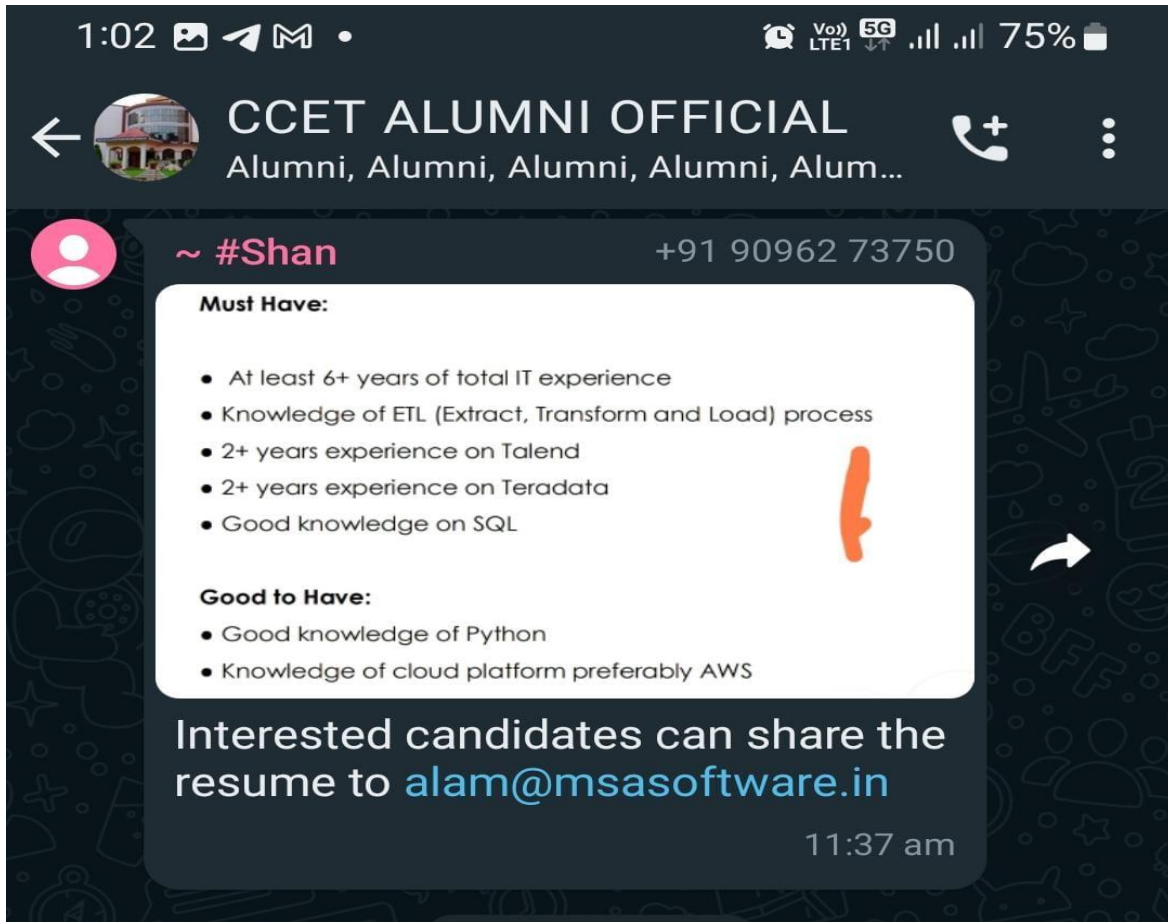 1:02
Vo)) LTE1 5G 75%
CCET ALUMNI OFFICIAL
Alumni, Alumni, Alumni, Alumni, Alum...
~ #Shan +91 90962 73750
Must Have:
• At least 6+ years of total IT experience
• Knowledge of ETL (Extract, Transform and Load) process
• 2+ years experience on Talend
• 2+ years experience on Teradata
• Good knowledge on SQL
Good to Have:
• Good knowledge of Python
• Knowledge of cloud platform preferably AWS
Interested candidates can share the
resume to alam@msasoftware.in
11:37 am